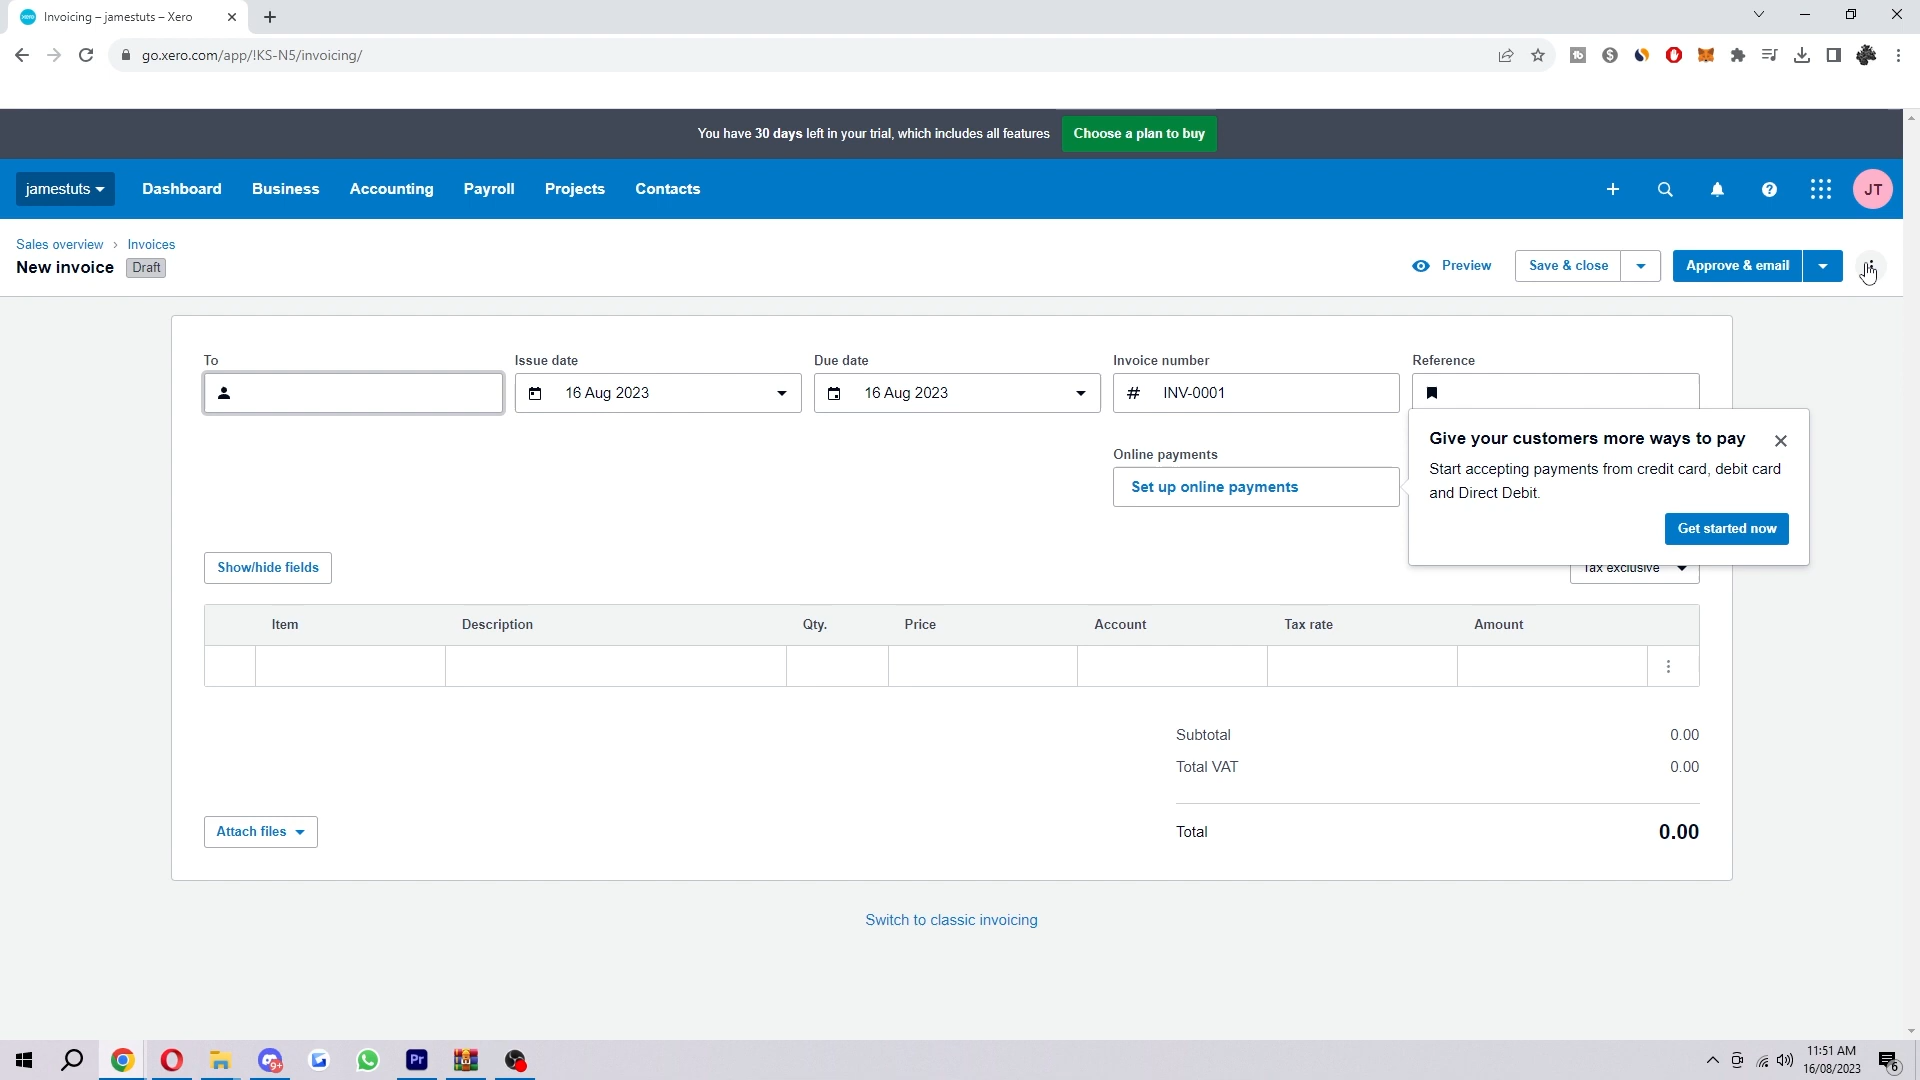 Invoicing – jamestuts – Xero
go.xero.com/app/!KS-N5/invoicing/
You have 30 days left in your trial, which includes all features
Choose a plan to buy
jamestuts
Dashboard
Business
Accounting
Payroll
Projects
Contacts
JT
Sales overview › Invoices
New invoice
Draft
Preview
Save & close
Approve & email
To
Issue date
Due date
Invoice number
Reference
16 Aug 2023
16 Aug 2023
# INV-0001
Give your customers more ways to pay
Start accepting payments from credit card, debit card
and Direct Debit.
Get started now
Online payments
Set up online payments
Show/hide fields
Tax exclusive
Item
Description
Qty.
Price
Account
Tax rate
Amount
Subtotal
0.00
Total VAT
0.00
Attach files
Total
0.00
Switch to classic invoicing
9+
Pr
11:51 AM
16/08/2023
6